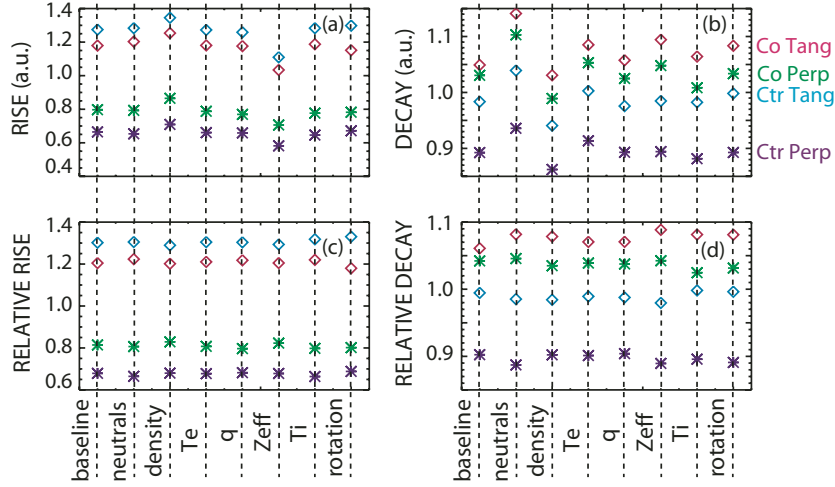 RISE (a.u.)
1.4
1.2
1.0
0.8
0.6
0.4
(a)
DECAY (a.u.)
1.1
1.0
0.9
(b)
Co Tang
Co Perp
Ctr Tang
Ctr Perp
RELATIVE RISE
1.4
1.2
1.0
0.8
0.6
(c)
RELATIVE DECAY
1.1
1.0
0.9
(d)
baseline
neutrals
density
Te
q
Zeff
Ti
rotation
baseline
neutrals
density
Te
q
Zeff
Ti
rotation